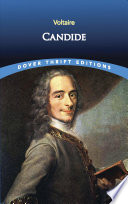 Voltaire
CANDIDE
DOVER THRIFT EDITIONS